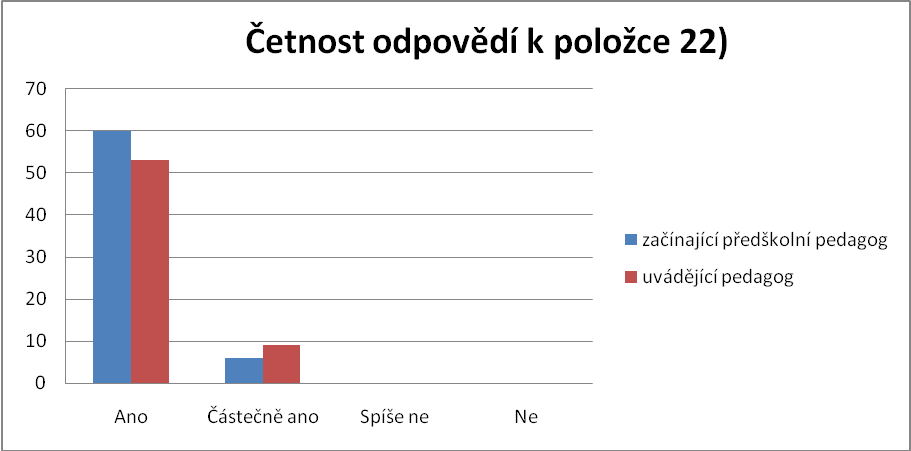 Četnost odpovědí k položce 22)
70
60
50
40
30
20
10
0
Ano
Částečně ano
Spíše ne
Ne
začínající předškolní pedagog
uvádějící pedagog